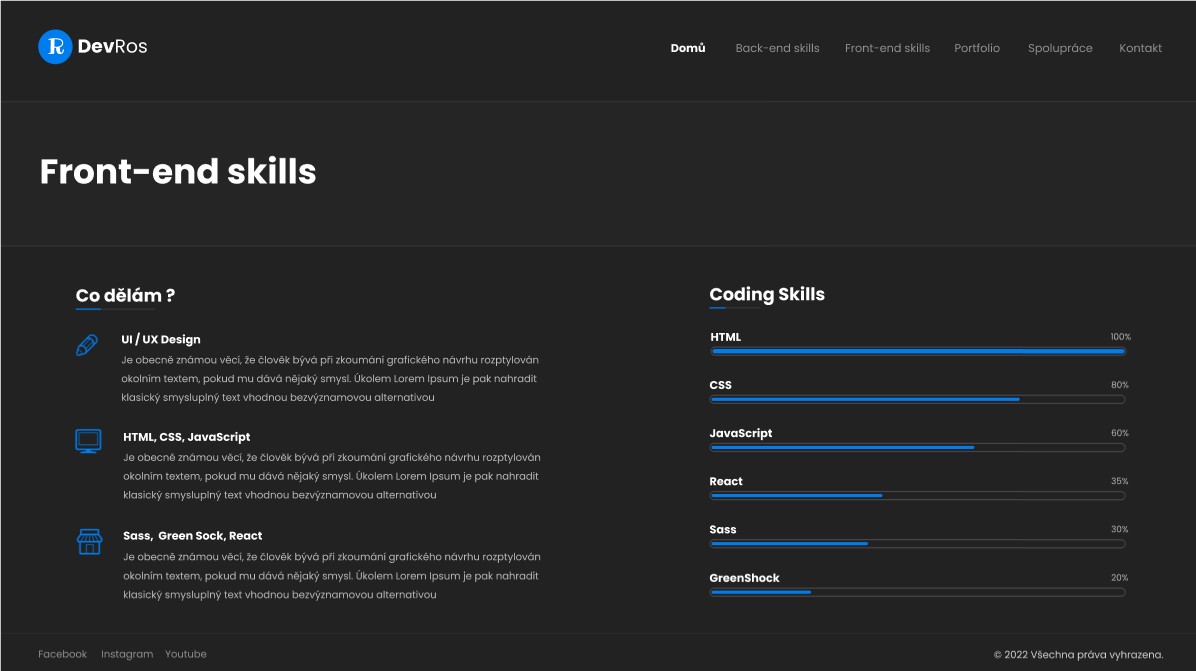 R DevRos
Domů Back-end skills Front-end skills Portfolio Spolupráce Kontakt
Front-end skills
Co dělám ?
UI / UX Design
Je obecně známou věcí, že člověk bývá při zkoumání grafického návrhu rozptylován
okolním textem, pokud mu dává nějaký smysl. Úkolem Lorem Ipsum je pak nahradit
klasický smysluplný text vhodnou bezvýznamovou alternativou
HTML, CSS, JavaScript
Je obecně známou věcí, že člověk bývá při zkoumání grafického návrhu rozptylován
okolním textem, pokud mu dává nějaký smysl. Úkolem Lorem Ipsum je pak nahradit
klasický smysluplný text vhodnou bezvýznamovou alternativou
Sass, Green Sock, React
Je obecně známou věcí, že člověk bývá při zkoumání grafického návrhu rozptylován
okolním textem, pokud mu dává nějaký smysl. Úkolem Lorem Ipsum je pak nahradit
klasický smysluplný text vhodnou bezvýznamovou alternativou
Coding Skills
HTML 100%
CSS 80%
JavaScript 60%
React 35%
Sass 30%
GreenShock 20%
Facebook Instagram Youtube
© 2022 Všechna práva vyhrazena.